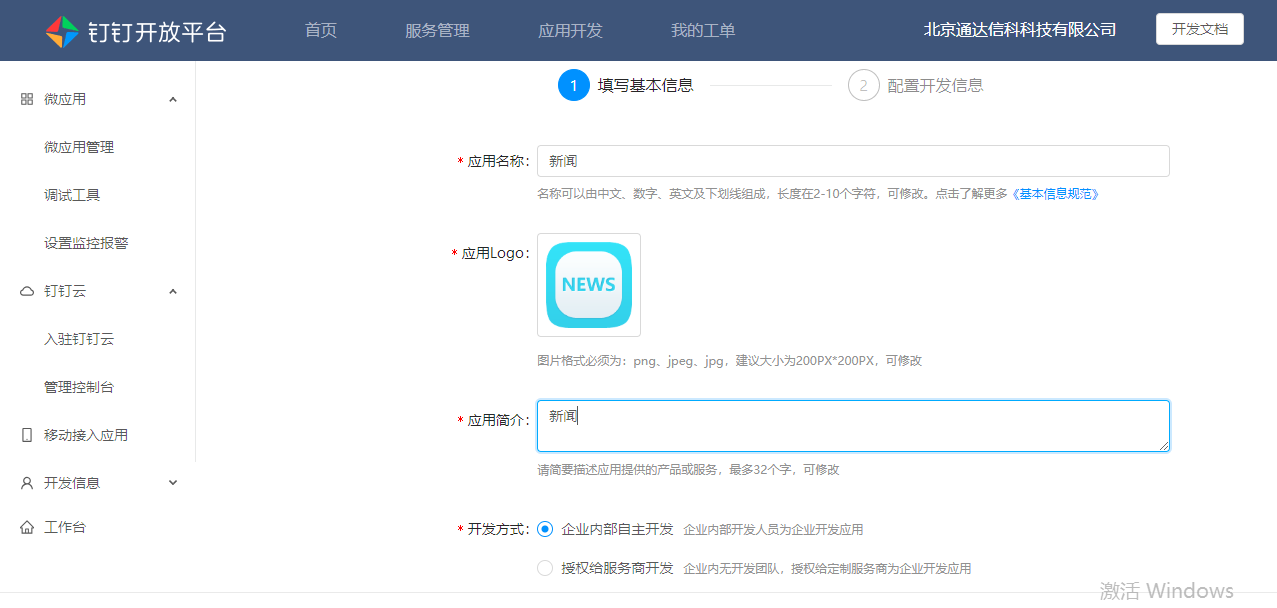 钉钉开放平台 首页 服务管理 应用开发 我的工单 北京通达信科科技有限公司 开发文档
微应用
微应用管理
调试工具
设置监控报警
钉钉云
入驻钉钉云
管理控制台
移动接入应用
开发信息
工作台
1 填写基本信息 2 配置开发信息
* 应用名称： 新闻
名称可以由中文、数字、英文及下划线组成，长度在2-10个字符，可修改。点击了解更多《基本信息规范》
* 应用Logo：
NEWS
图片格式必须为：png、jpeg、jpg，建议大小为200PX*200PX，可修改
* 应用简介： 新闻
请简要描述应用提供的产品或服务，最多32个字，可修改
* 开发方式： 企业内部自主开发 企业内部开发人员为企业开发应用
授权给服务商开发 企业内无开发团队，授权给定制服务商为企业开发应用
激活 Windows